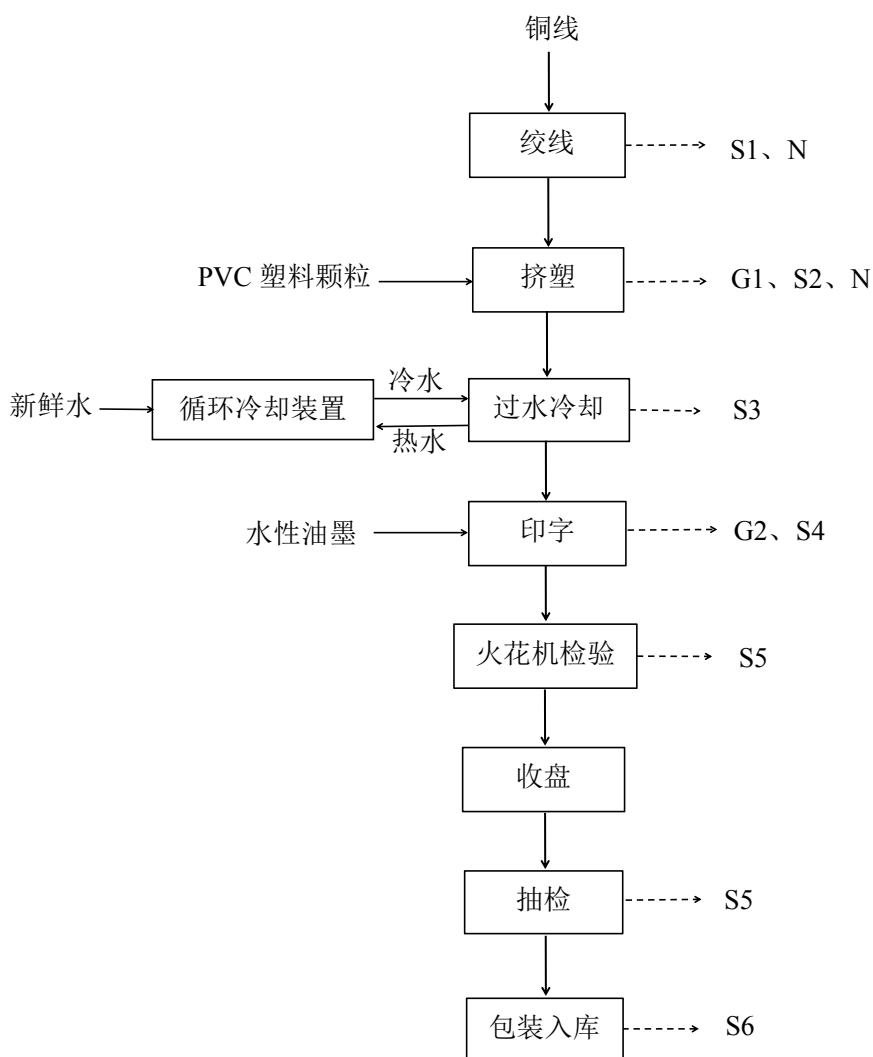 铜线
绞线
S1、N
PVC 塑料颗粒
挤塑
G1、S2、N
新鲜水
循环冷却装置
冷水
热水
过水冷却
S3
水性油墨
印字
G2、S4
火花机检验
S5
收盘
抽检
S5
包装入库
S6